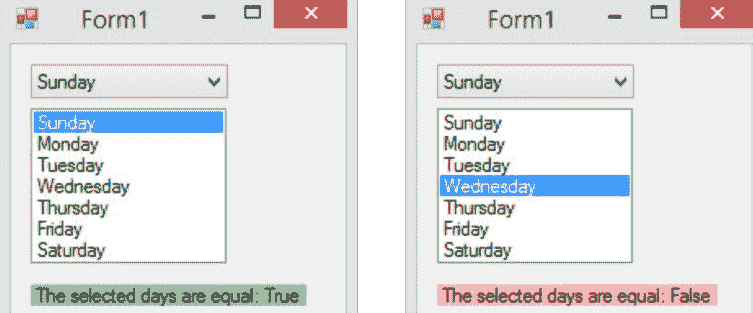 Form1
Sunday
Sunday
Monday
Tuesday
Wednesday
Thursday
Friday
Saturday
The selected days are equal: True
Form1
Sunday
Sunday
Monday
Tuesday
Wednesday
Thursday
Friday
Saturday
The selected days are equal: False